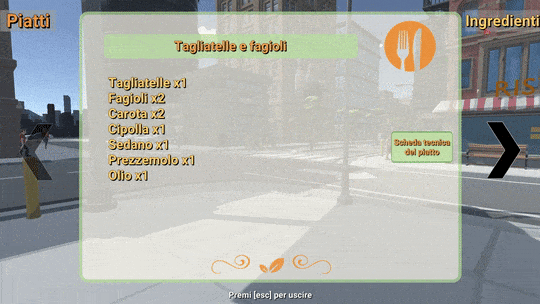 Piatti
Ingredienti
Tagliatelle e fagioli
Tagliatelle x1
Fagioli x2
Carota x2
Cipolla x1
Sedano x1
Prezzemolo x1
Olio x1
Scheda tecnica
del piatto
RIS
Premi [esc] per uscire